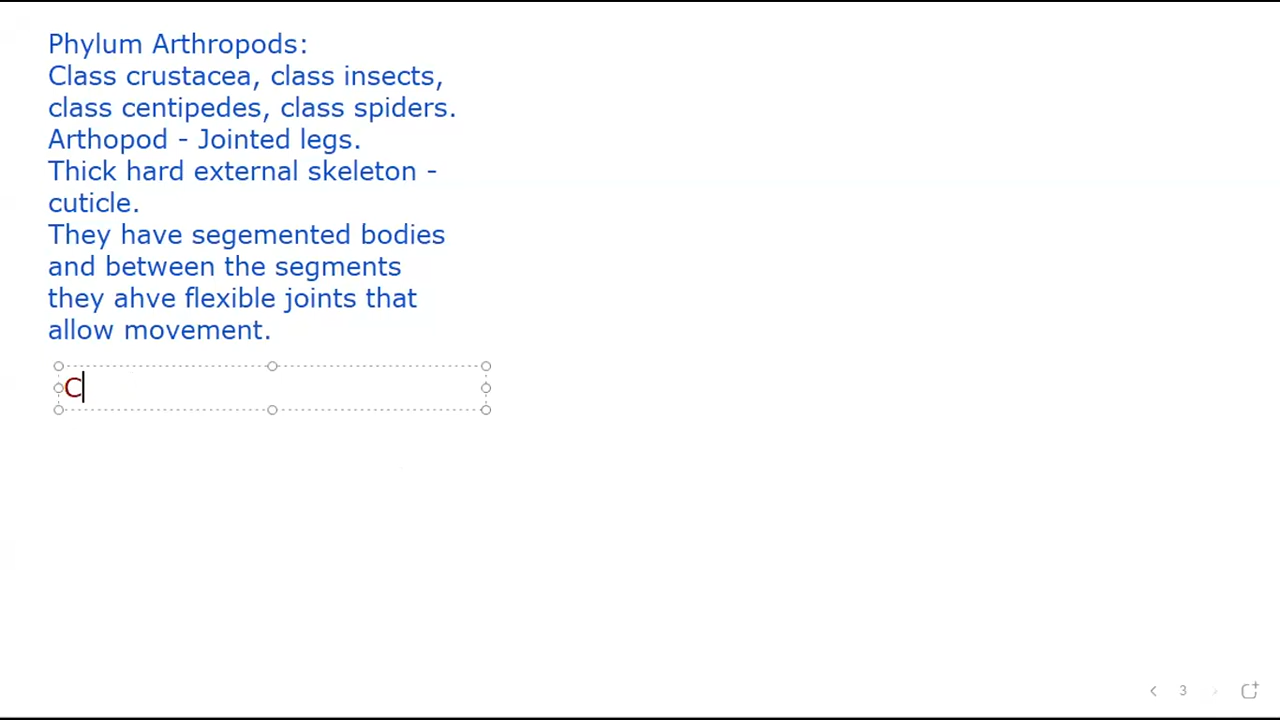 Phylum Arthropods:
Class crustacea, class insects,
class centipedes, class spiders.
Arthopod - Jointed legs.
Thick hard external skeleton -
cuticle.
They have segemented bodies
and between the segments
they ahve flexible joints that
allow movement.
C
3